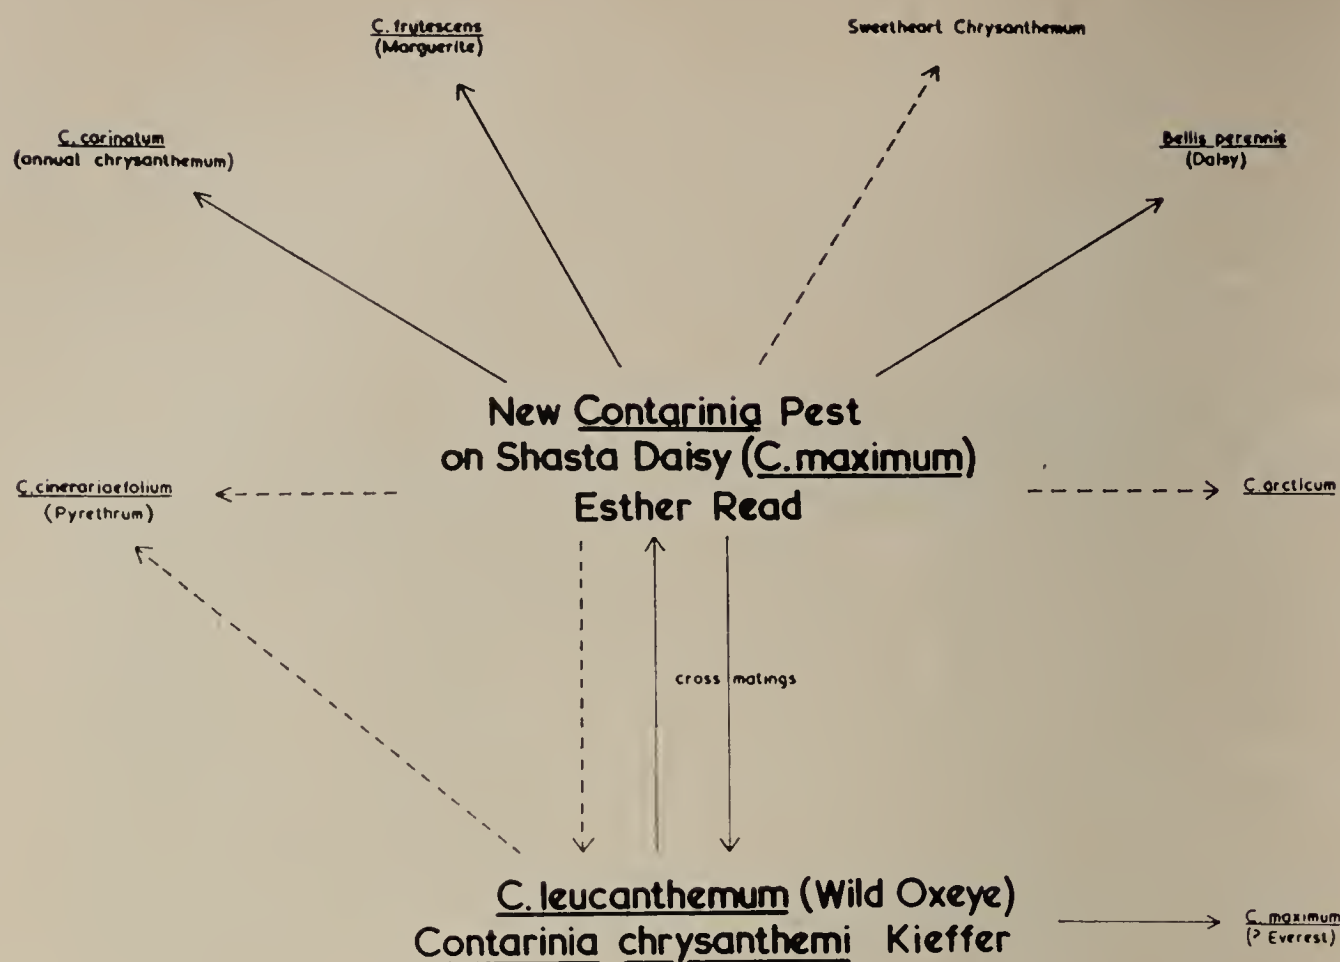 C. frutescens
(Marguerite)
Sweetheart Chrysanthemum
C. carinatum
(annual chrysanthemum)
Bellis perennis
(Daisy)
New Contarinia Pest
on Shasta Daisy (C. maximum)
Esther Read
C. cinerariaefolium
(Pyrethrum)
C. arcticum
cross matings
C. leucanthemum (Wild Oxeye)
Contarinia chrysanthemi Kieffer
C. maximum
(? Everest)